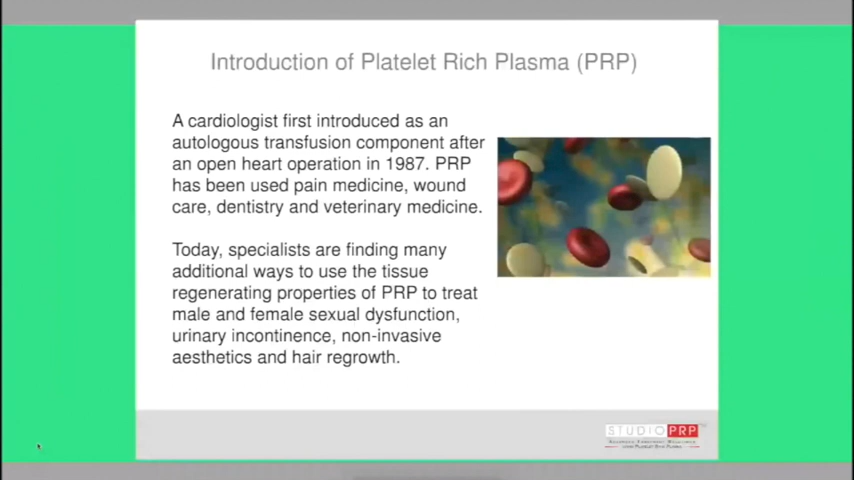 Introduction of Platelet Rich Plasma (PRP)
A cardiologist first introduced as an
autologous transfusion component after
an open heart operation in 1987. PRP
has been used pain medicine, wound
care, dentistry and veterinary medicine.
Today, specialists are finding many
additional ways to use the tissue
regenerating properties of PRP to treat
male and female sexual dysfunction,
urinary incontinence, non-invasive
aesthetics and hair regrowth.
STUDIOPRP